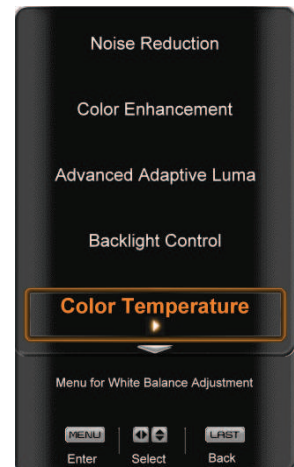 Noise Reduction
Color Enhancement
Advanced Adaptive Luma
Backlight Control
Color Temperature
Menu for White Balance Adjustment
MENU LAST
Enter Select Back